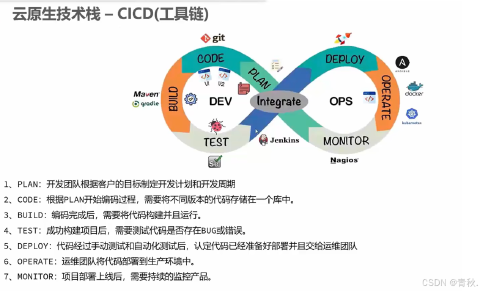 云原生技术栈 – CICD(工具链)
git
CODE
DEPLOY
PLAN
BUILD
V1
V2
DEV
Integrate
OPS
OPERATE
ANSIBLE
docker
kubernetes
Maven
gradle
TEST
Jenkins
MONITOR
Nagios
1、PLAN：开发团队根据客户的目标制定开发计划和开发周期
2、CODE：根据PLAN开始编码过程，需要将不同版本的代码存储在一个库中。
3、BUILD：编码完成后，需要将代码构建并且运行。
4、TEST：成功构建项目后，需要测试代码是否存在BUG或错误。
5、DEPLOY：代码经过手动测试和自动化测试后，认定代码已经准备好部署并且交给运维团队
6、OPERATE：运维团队将代码部署到生产环境中。
7、MONITOR：项目部署上线后，需要持续的监控产品。
CSDN @青秋.